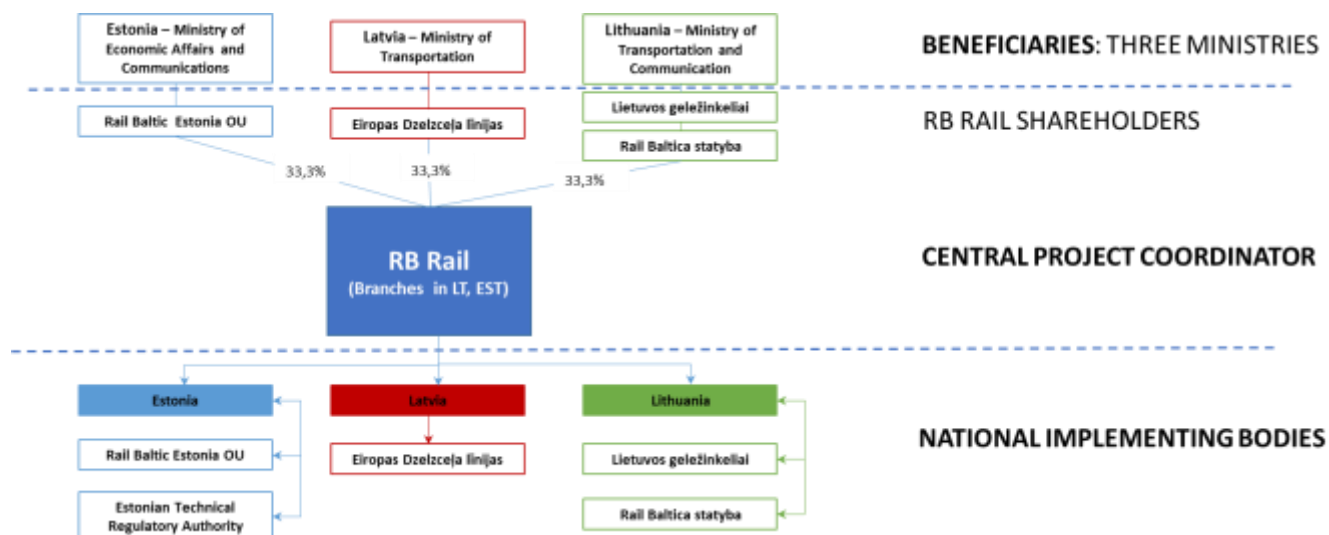 Estonia – Ministry of
Economic Affairs and
Communications
Latvia – Ministry of
Transportation
Lithuania – Ministry of
Transportation and
Communication
BENEFICIARIES: THREE MINISTRIES
Rail Baltic Estonia OU
Eiropas Dzelzceļa līnijas
Lietuvos geležinkeliai
Rail Baltica statyba
RB RAIL SHAREHOLDERS
33,3%
33,3%
33,3%
RB Rail
(Branches in LT, EST)
CENTRAL PROJECT COORDINATOR
Estonia
Latvia
Lithuania
Rail Baltic Estonia OU
Eiropas Dzelzceļa līnijas
Lietuvos geležinkeliai
NATIONAL IMPLEMENTING BODIES
Estonian Technical
Regulatory Authority
Rail Baltica statyba